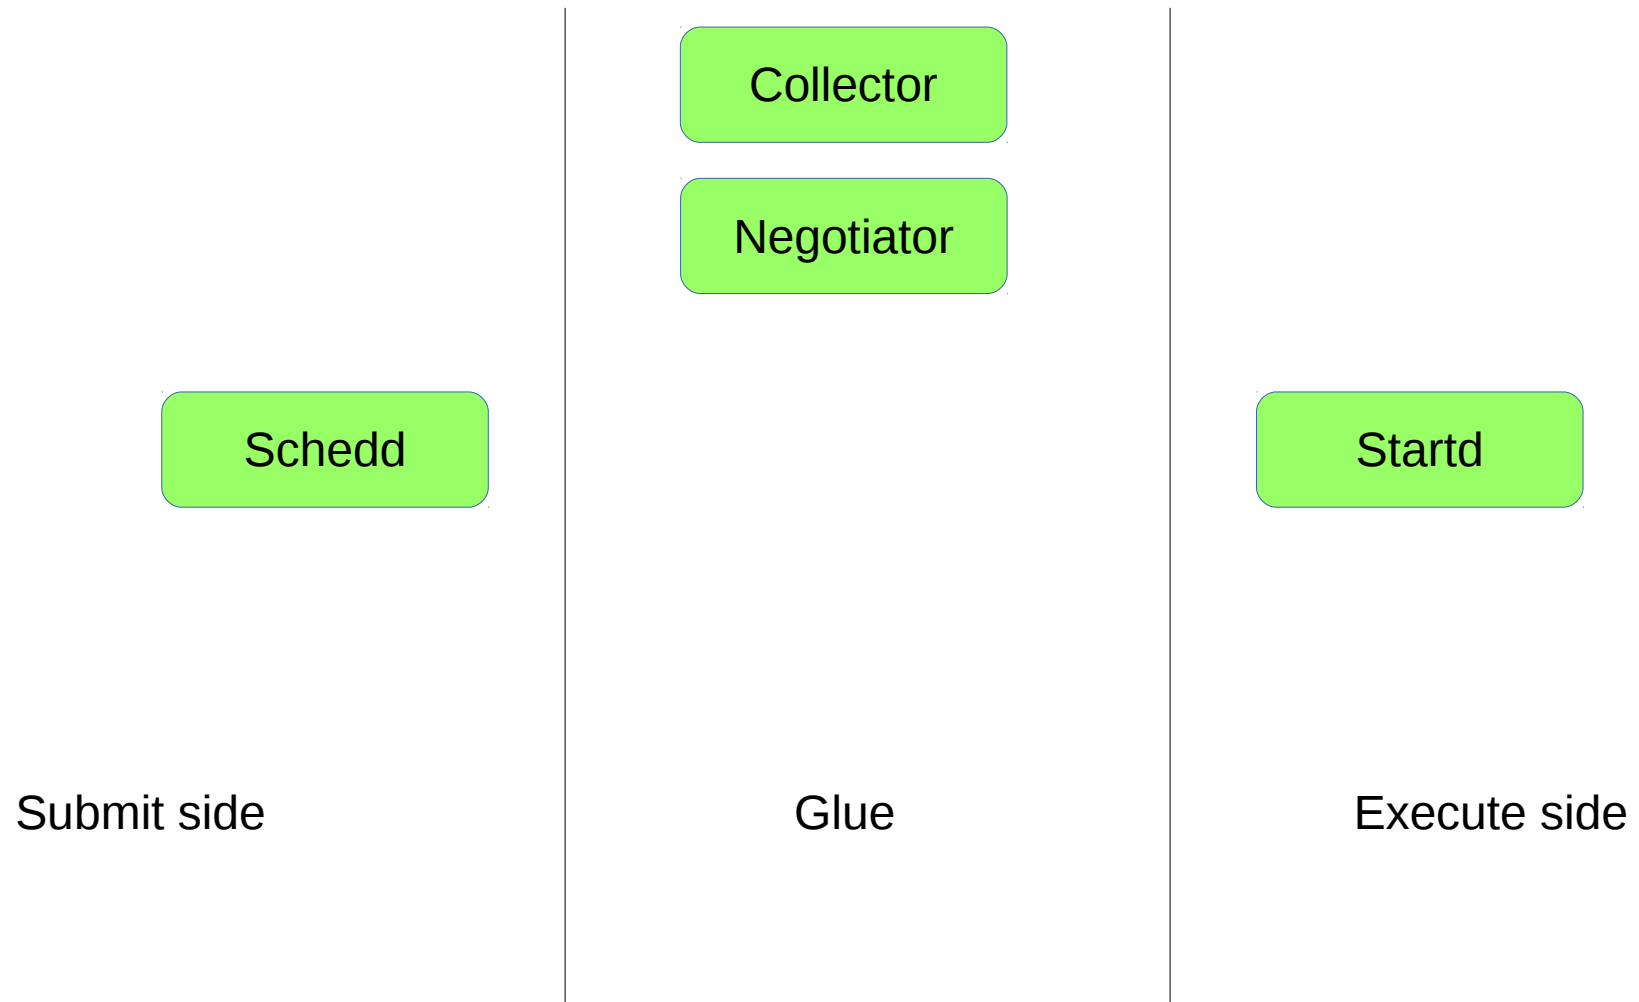 Collector
Negotiator
Schedd
Startd
Submit side
Glue
Execute side